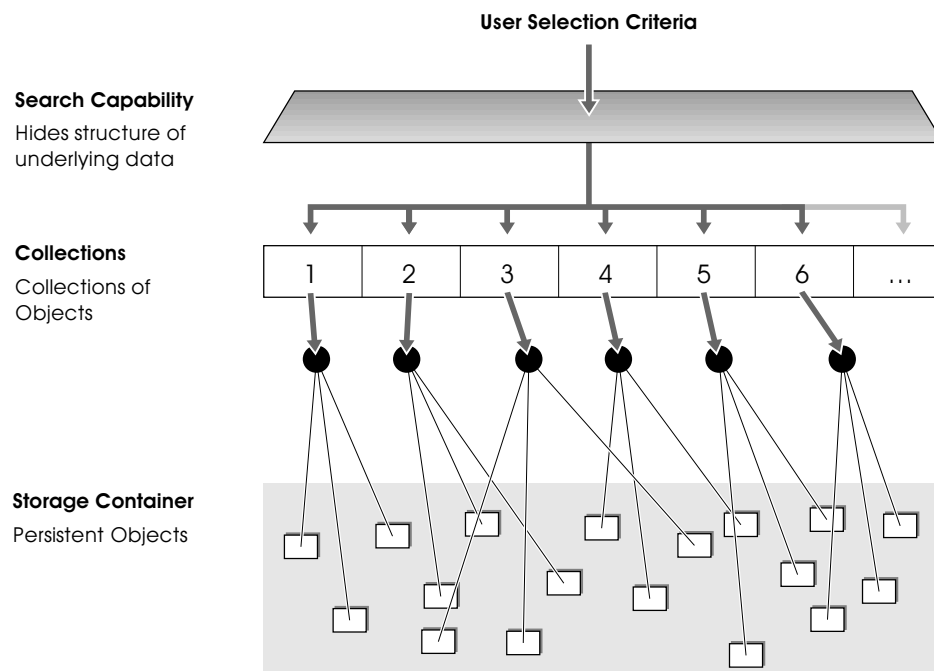 User Selection Criteria
Search Capability
Hides structure of
underlying data
Collections
Collections of
Objects
1 2 3 4 5 6 ...
Storage Container
Persistent Objects